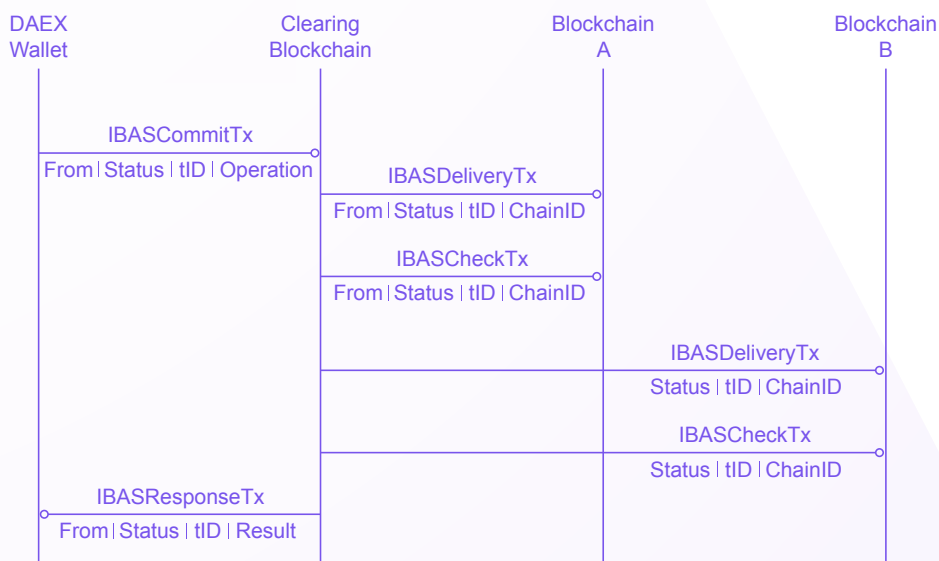 DAEX
Wallet
Clearing
Blockchain
Blockchain
A
Blockchain
B
IBASCommitTx
From | Status | tID | Operation
IBASDeliveryTx
From | Status | tID | ChainID
IBASCheckTx
From | Status | tID | ChainID
IBASDeliveryTx
Status | tID | ChainID
IBASCheckTx
Status | tID | ChainID
IBASResponseTx
From | Status | tID | Result